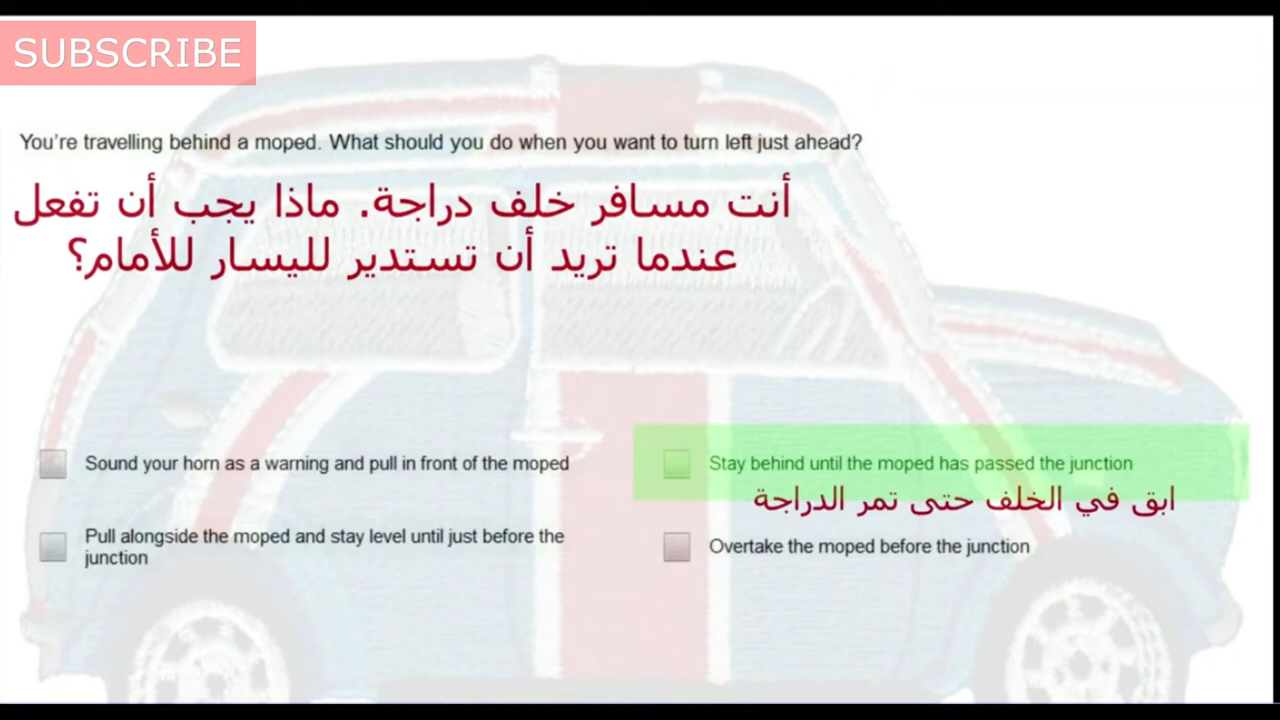 SUBSCRIBE
You're travelling behind a moped. What should you do when you want to turn left just ahead?
أنت مسافر خلف دراجة. ماذا يجب أن تفعل
عندما تريد أن تستدير لليسار للأمام؟
Sound your horn as a warning and pull in front of the moped
Stay behind until the moped has passed the junction
ابق في الخلف حتى تمر الدراجة
Pull alongside the moped and stay level until just before the
junction
Overtake the moped before the junction